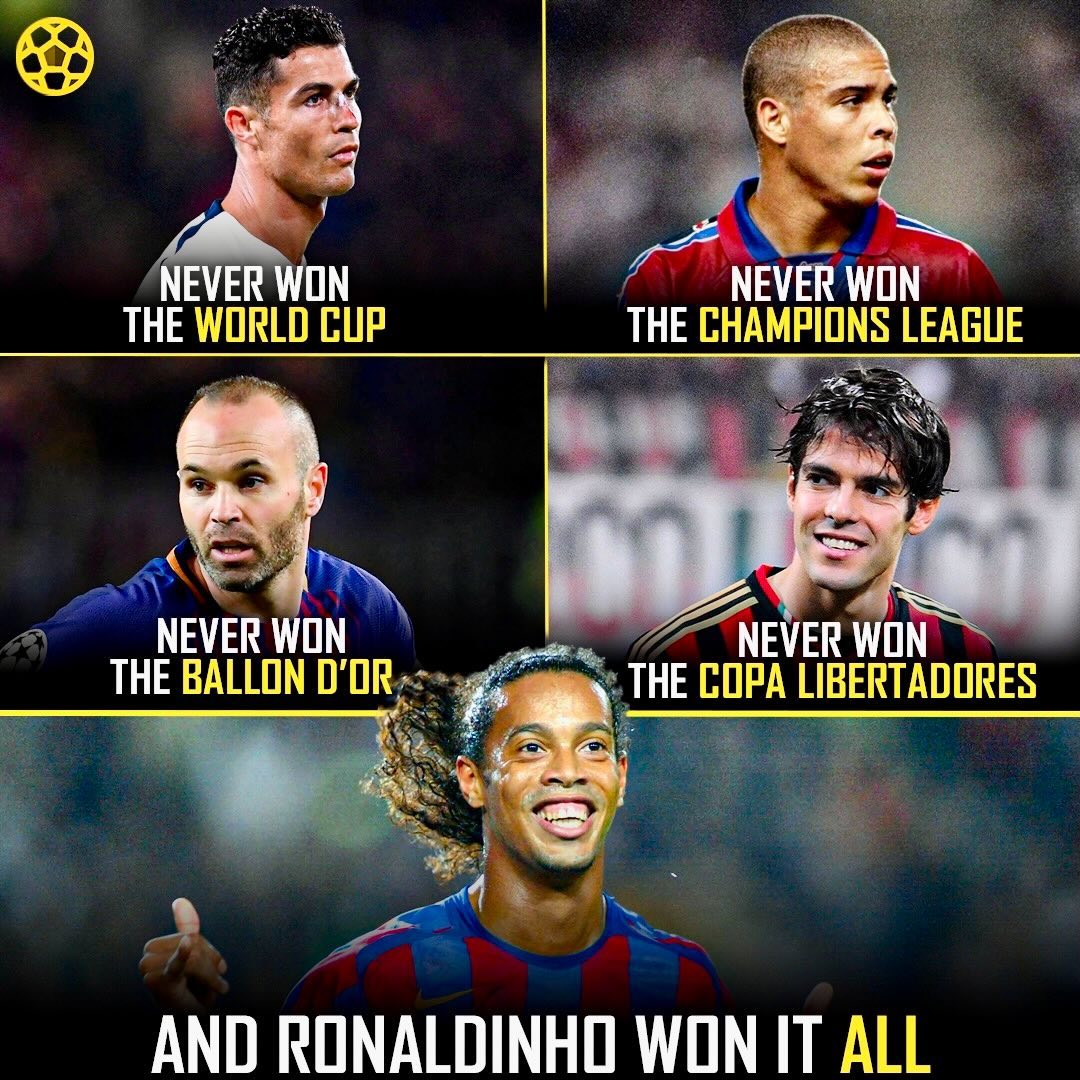 NEVER WON
THE WORLD CUP
NEVER WON
THE CHAMPIONS LEAGUE
NEVER WON
THE BALLON D'OR
NEVER WON
THE COPA LIBERTADORES
AND RONALDINHO WON IT ALL